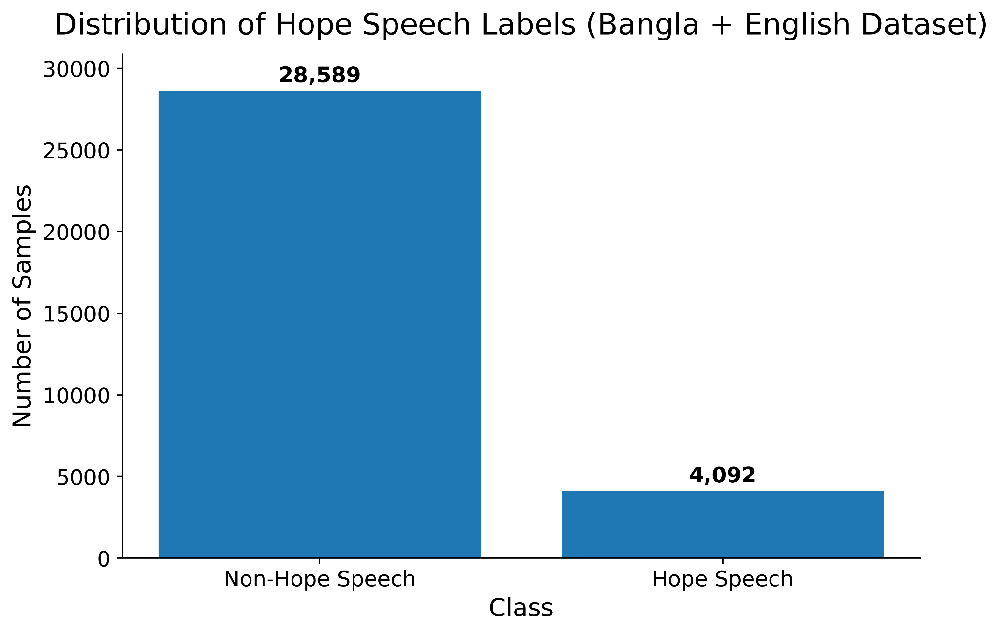 Distribution of Hope Speech Labels (Bangla + English Dataset)
Number of Samples
30000
25000
20000
15000
10000
5000
0
28,589
4,092
Non-Hope Speech
Hope Speech
Class